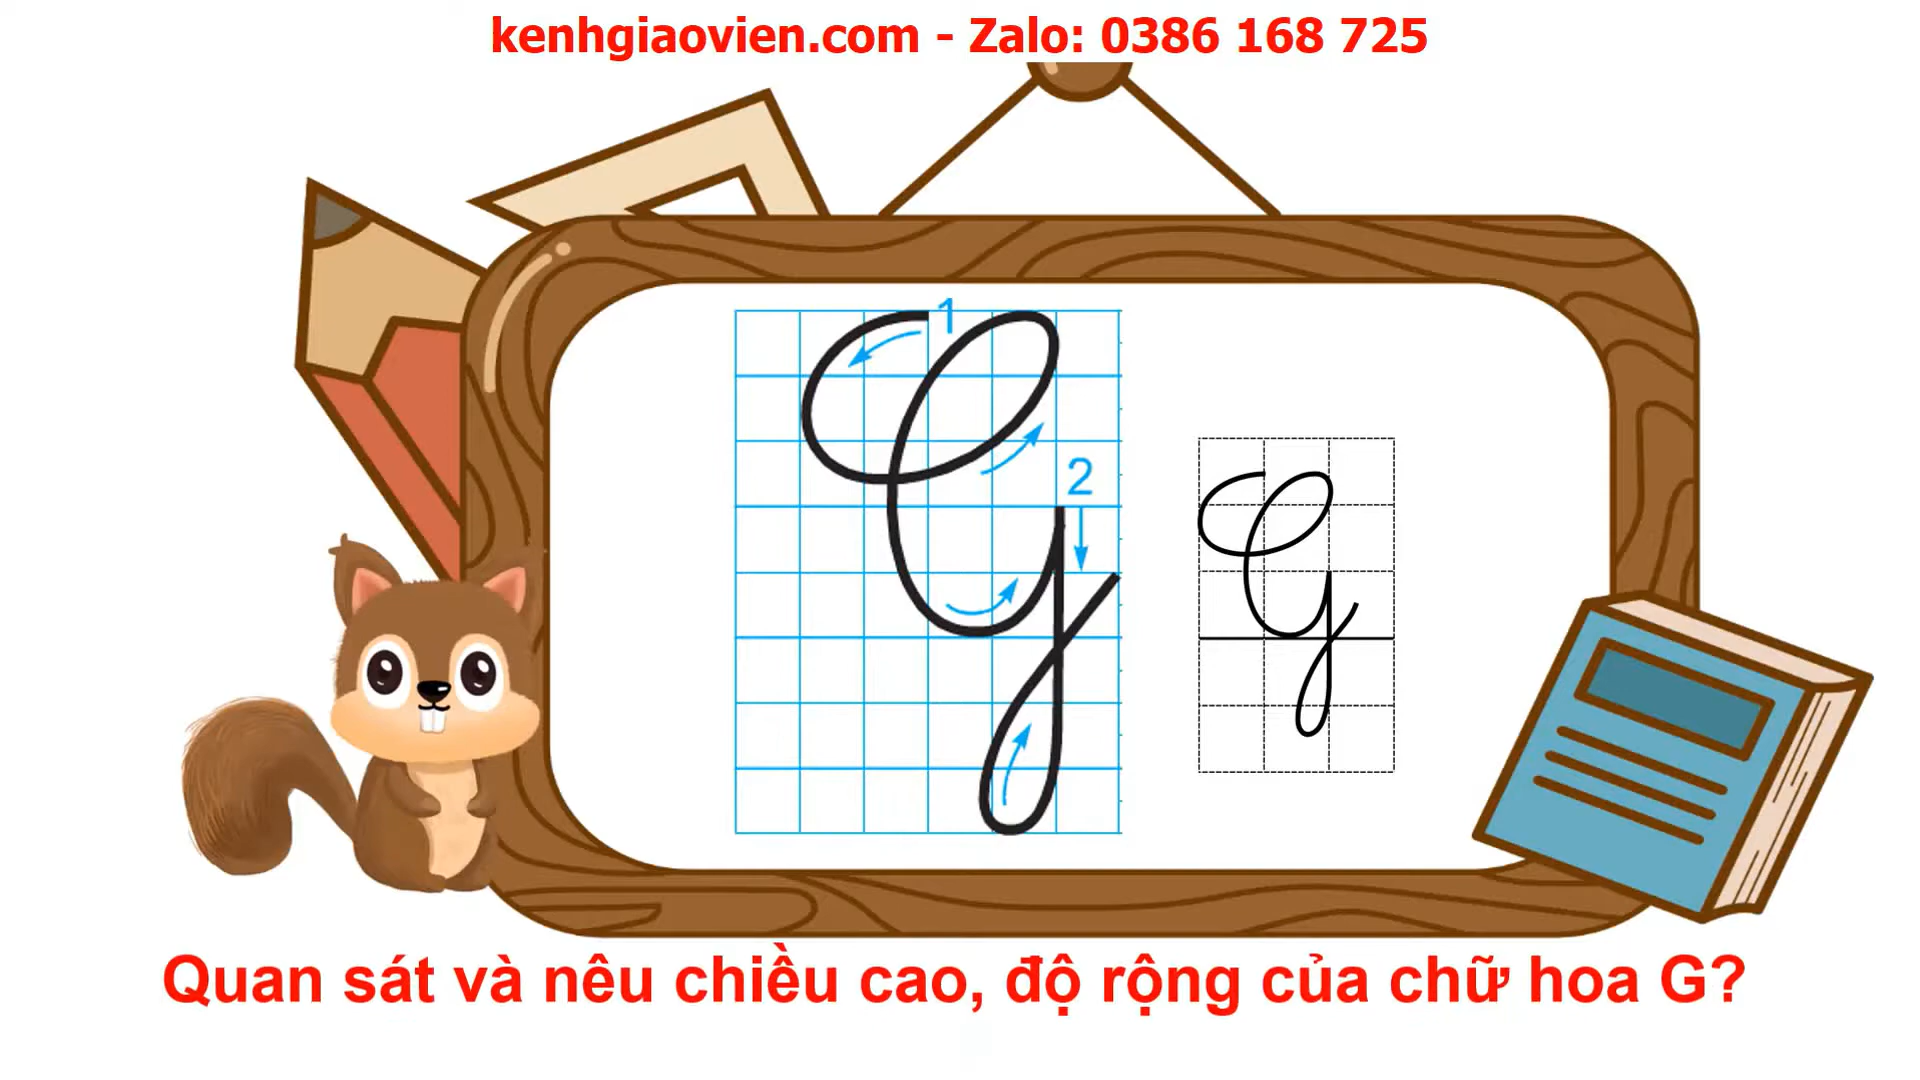 kenhgiaovien.com - Zalo: 0386 168 725
1
2
G
G
Quan sát và nêu chiều cao, độ rộng của chữ hoa G?